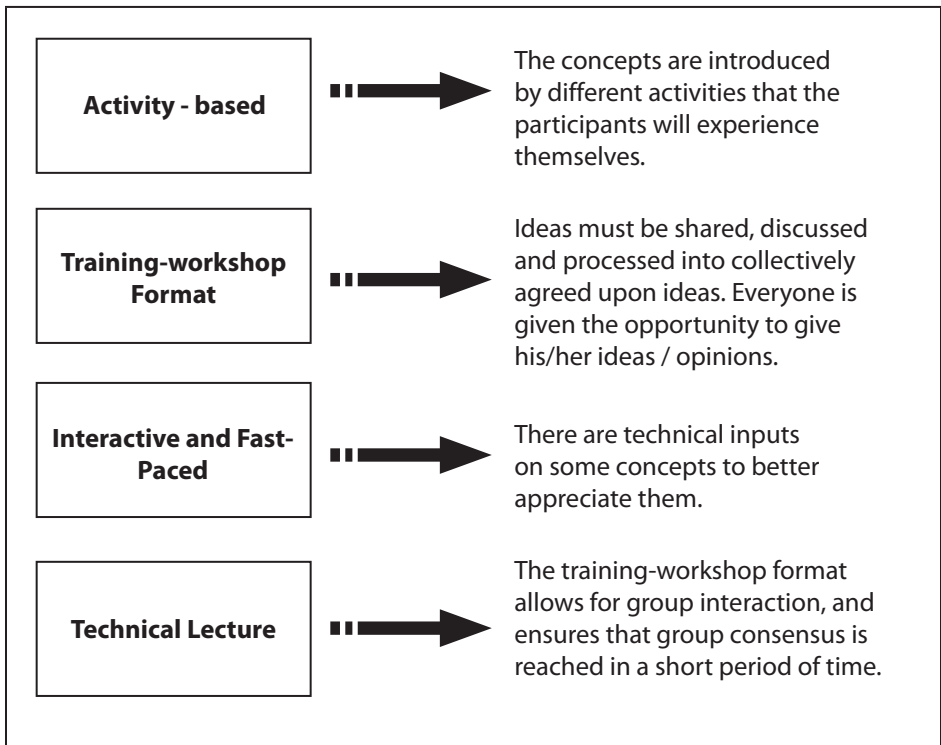 Activity - based
The concepts are introduced
by different activities that the
participants will experience
themselves.
Training-workshop
Format
Ideas must be shared, discussed
and processed into collectively
agreed upon ideas. Everyone is
given the opportunity to give
his/her ideas / opinions.
Interactive and Fast-
Paced
There are technical inputs
on some concepts to better
appreciate them.
Technical Lecture
The training-workshop format
allows for group interaction, and
ensures that group consensus is
reached in a short period of time.